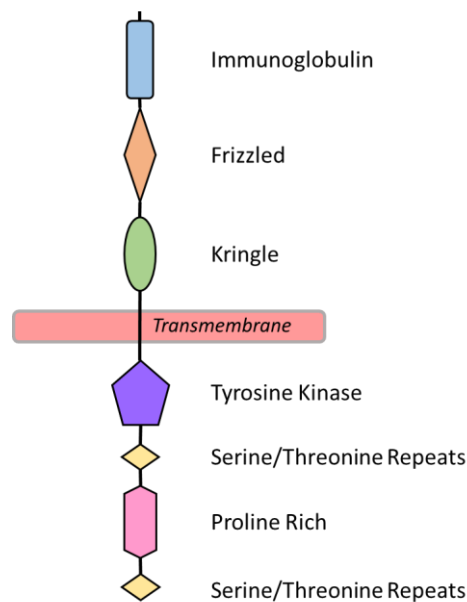 Immunoglobulin
Frizzled
Kringle
Transmembrane
Tyrosine Kinase
Serine/Threonine Repeats
Proline Rich
Serine/Threonine Repeats